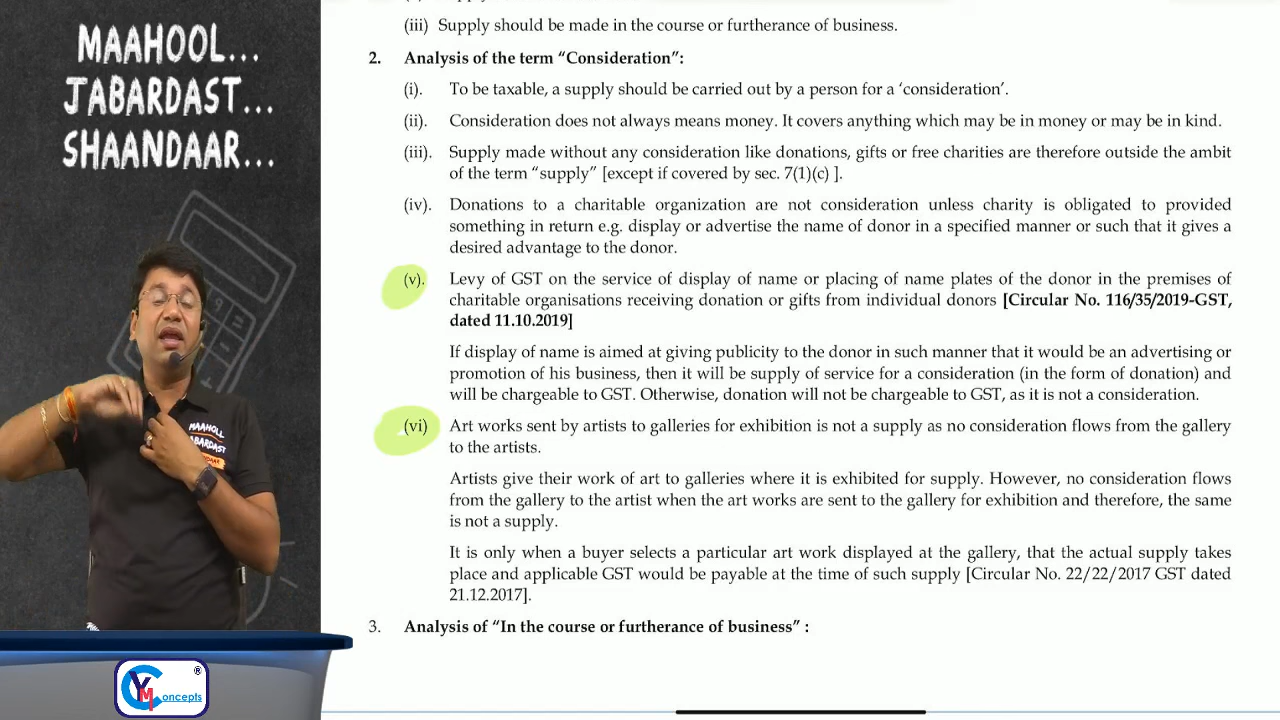 MAAHOOL...
JABARDAST...
SHAANDAAR...
(iii) Supply should be made in the course or furtherance of business.
2. Analysis of the term “Consideration”:
(i). To be taxable, a supply should be carried out by a person for a ‘consideration’.
(ii). Consideration does not always means money. It covers anything which may be in money or may be in kind.
(iii). Supply made without any consideration like donations, gifts or free charities are therefore outside the ambit
of the term “supply” [except if covered by sec. 7(1)(c) ].
(iv). Donations to a charitable organization are not consideration unless charity is obligated to provided
something in return e.g. display or advertise the name of donor in a specified manner or such that it gives a
desired advantage to the donor.
(v). Levy of GST on the service of display of name or placing of name plates of the donor in the premises of
charitable organisations receiving donation or gifts from individual donors [Circular No. 116/35/2019-GST,
dated 11.10.2019]
If display of name is aimed at giving publicity to the donor in such manner that it would be an advertising or
promotion of his business, then it will be supply of service for a consideration (in the form of donation) and
will be chargeable to GST. Otherwise, donation will not be chargeable to GST, as it is not a consideration.
(vi) Art works sent by artists to galleries for exhibition is not a supply as no consideration flows from the gallery
to the artists.
Artists give their work of art to galleries where it is exhibited for supply. However, no consideration flows
from the gallery to the artist when the art works are sent to the gallery for exhibition and therefore, the same
is not a supply.
It is only when a buyer selects a particular art work displayed at the gallery, that the actual supply takes
place and applicable GST would be payable at the time of such supply [Circular No. 22/22/2017 GST dated
21.12.2017].
3. Analysis of “In the course or furtherance of business” :
MAAHOLL
YM Concepts ®